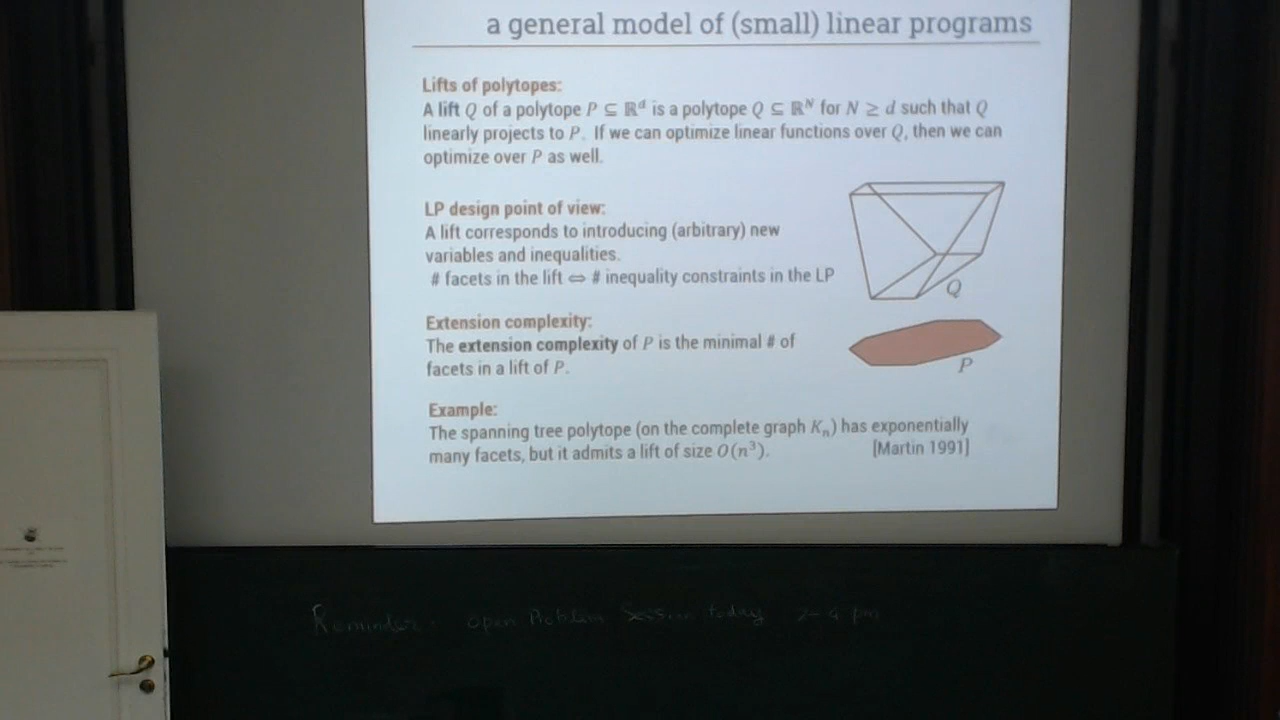 a general model of (small) linear programs
Lifts of polytopes:
A lift Q of a polytope P ⊆ ℝᵈ is a polytope Q ⊆ ℝᴺ for N ≥ d such that Q
linearly projects to P. If we can optimize linear functions over Q, then we can
optimize over P as well.
LP design point of view:
A lift corresponds to introducing (arbitrary) new
variables and inequalities.
# facets in the lift ⇔ # inequality constraints in the LP
Q
Extension complexity:
The extension complexity of P is the minimal # of
facets in a lift of P.
P
Example:
The spanning tree polytope (on the complete graph Kₙ) has exponentially
many facets, but it admits a lift of size O(n³). [Martin 1991]
Reminder: Open Problem today 2-4 pm